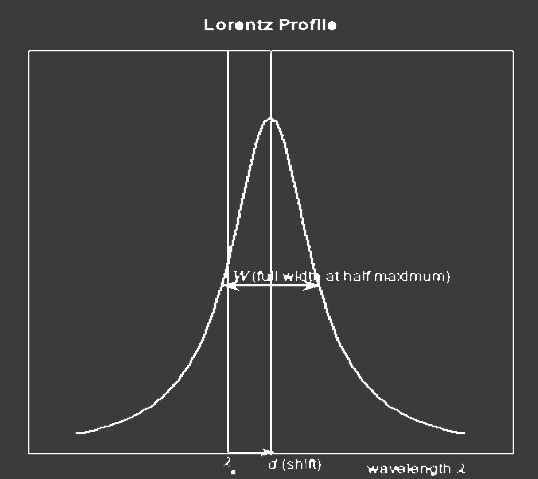 Lorentz Profile
W (full width at half maximum)
λ
d (shift)
wavelength λ